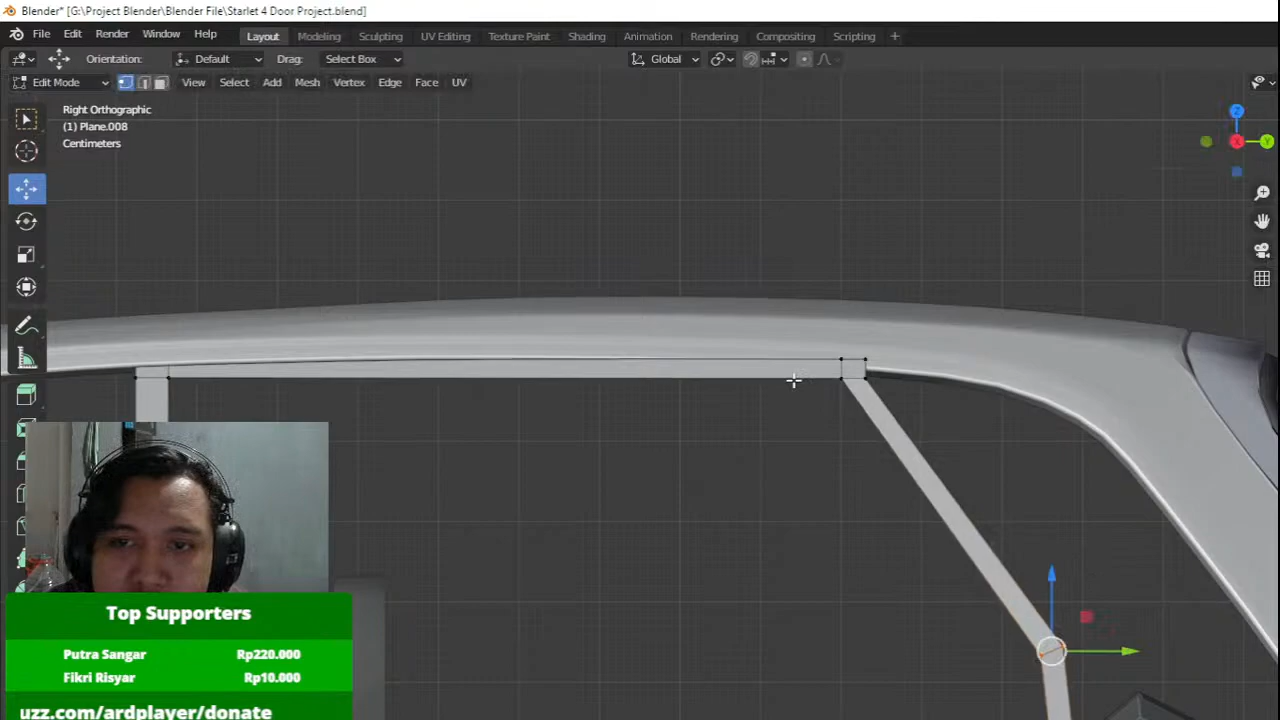 Blender* [G:\Project Blender\Blender File\Starlet 4 Door Project.blend]
File Edit Render Window Help Layout Modeling Sculpting UV Editing Texture Paint Shading Animation Rendering Compositing Scripting +
Orientation: Default Drag: Select Box Global
Edit Mode View Select Add Mesh Vertex Edge Face UV
Right Orthographic
(1) Plane.008
Centimeters
Z
X
Y
Top Supporters
Putra Sangar Rp220.000
Fikri Risyar Rp10.000
uzz.com/ardplayer/donate